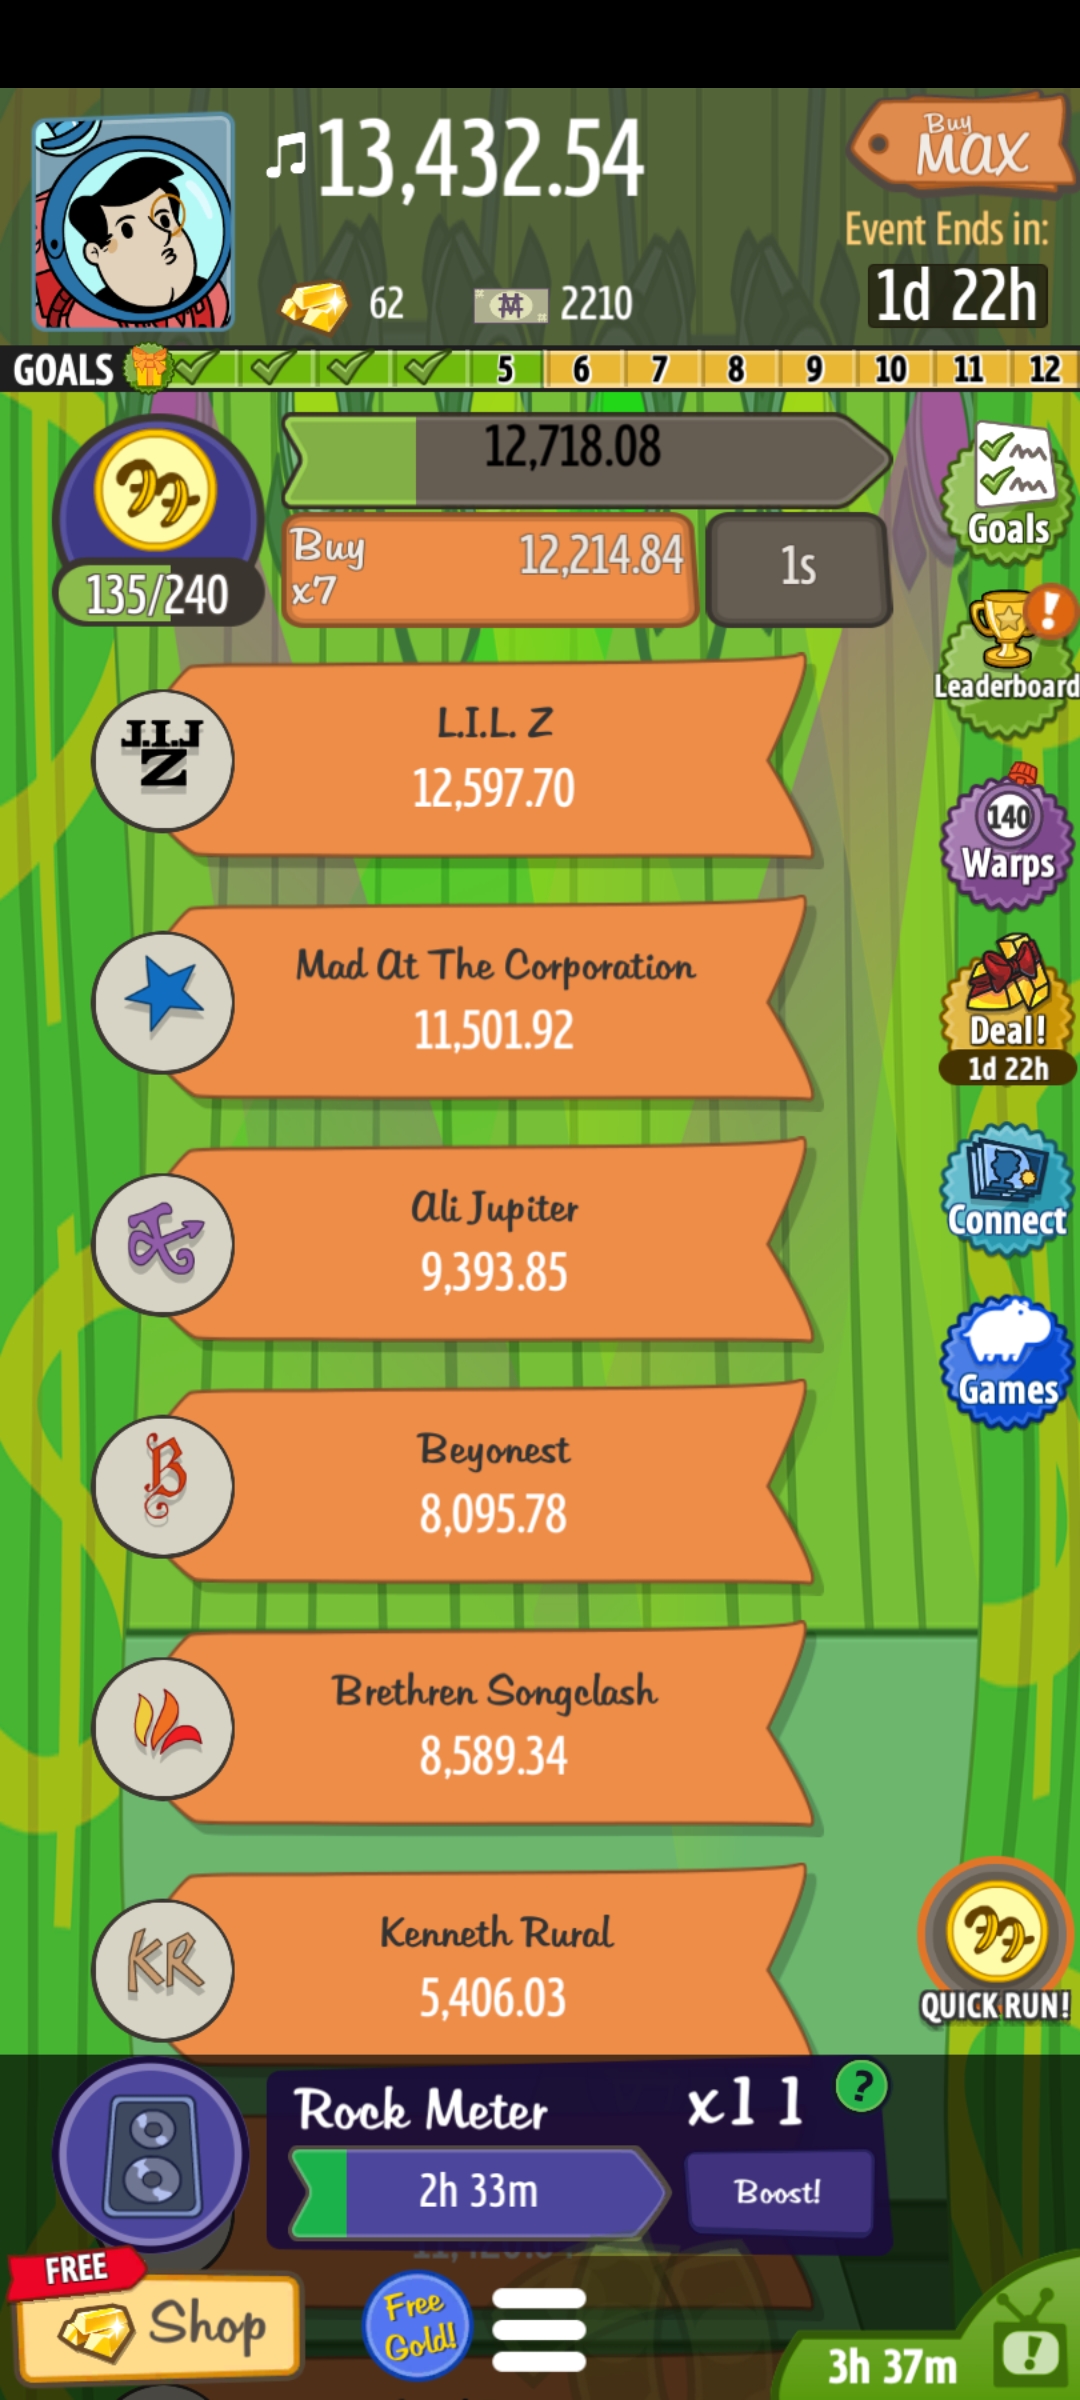 13,432.54
Buy
MAX
Event Ends in:
62
2210
1d 22h
GOALS 5 6 7 8 9 10 11 12
12,718.08
Buy
x7
12,214.84
1s
135/240
Goals
Leaderboard
L.I.L. Z
12,597.70
140
Warps
Mad At The Corporation
11,501.92
Deal!
1d 22h
Ali Jupiter
9,393.85
Connect
Beyonest
8,095.78
Games
Brethren Songclash
8,589.34
KR
Kenneth Rural
5,406.03
QUICK RUN!
Rock Meter
x11
?
2h 33m
Boost!
FREE
Shop
Free
Gold!
3h 37m